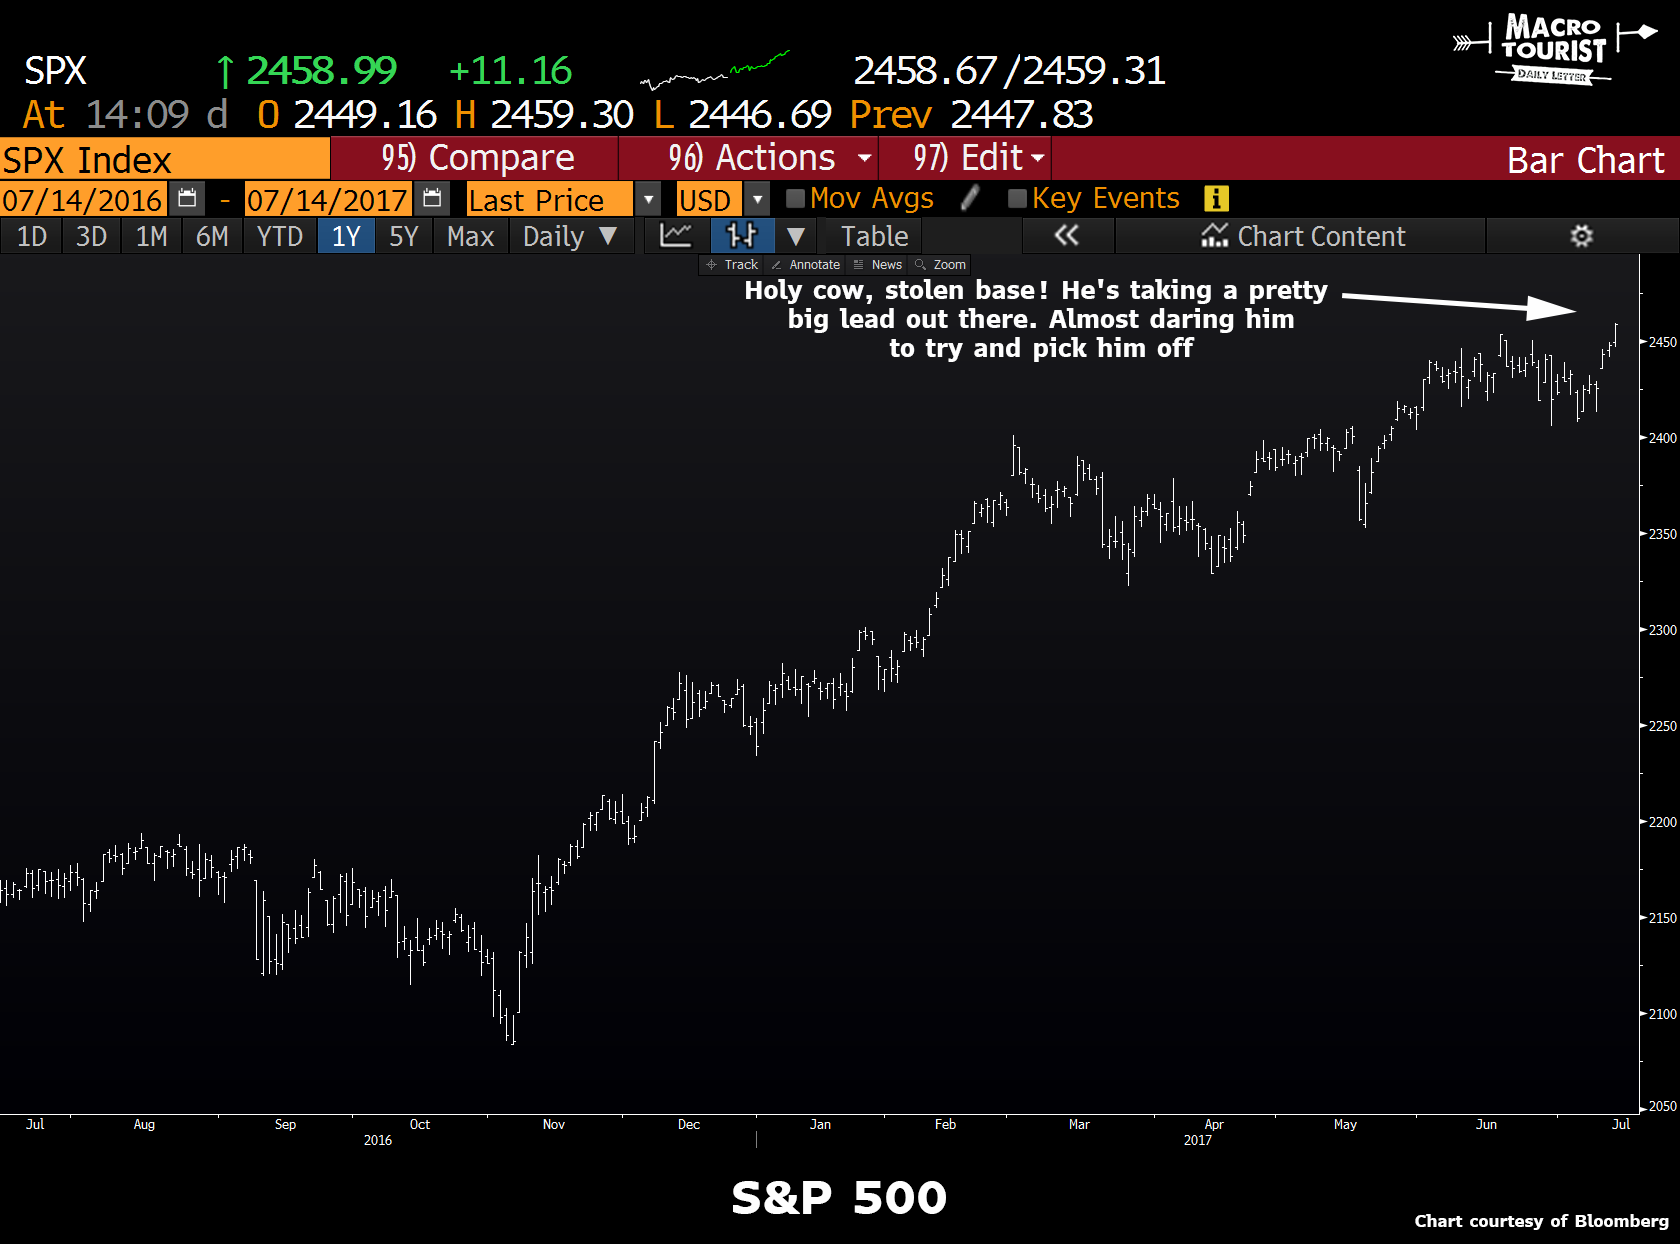 MACRO
TOURIST
DAILY LETTER
SPX ↑ 2458.99 +11.16 2458.67/2459.31
At 14:09 d O 2449.16 H 2459.30 L 2446.69 Prev 2447.83
SPX Index 95) Compare 96) Actions 97) Edit Bar Chart
07/14/2016 - 07/14/2017 Last Price USD Mov Avgs Key Events i
1D 3D 1M 6M YTD 1Y 5Y Max Daily ▼ ▼ Table « Chart Content
Track Annotate News Zoom
Holy cow, stolen base! He's taking a pretty
big lead out there. Almost daring him
to try and pick him off
2450
2400
2350
2300
2250
2200
2150
2100
2050
Jul Aug Sep Oct Nov Dec Jan Feb Mar Apr May Jun Jul
2016 2017
S&P 500
Chart courtesy of Bloomberg